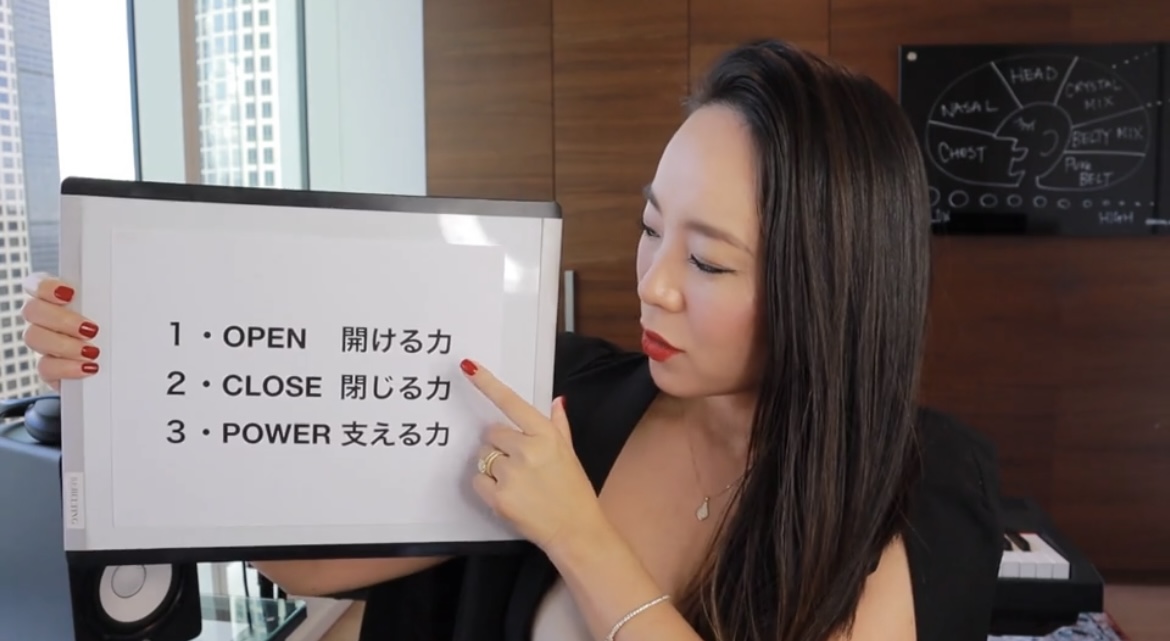 1・OPEN 開ける力
2・CLOSE 閉じる力
3・POWER 支える力
HEAD
CRYSTAL
MIX
NASAL
BELTY MIX
CHEST
PURE
BELT
HIGH